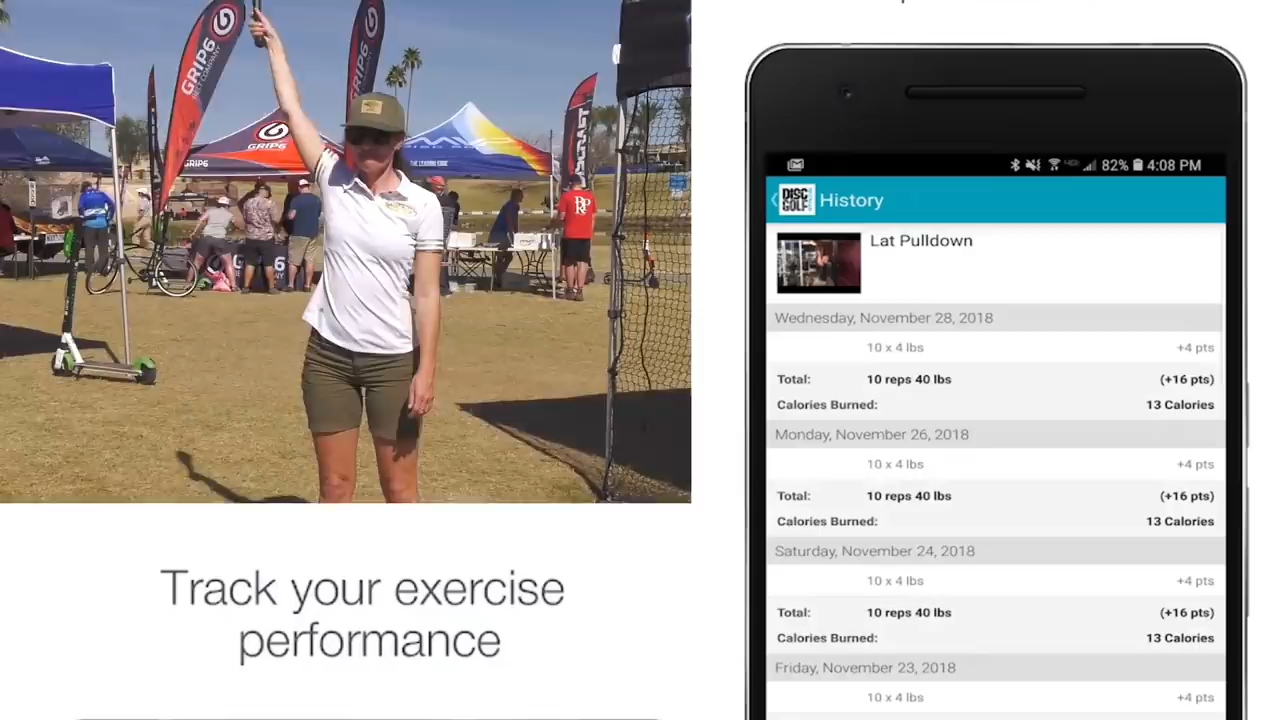 GRIP6
BELT COMPANY
GRIP6
DISCRAFT
Track your exercise
performance
82% 4:08 PM
DISC
GOLF
History
Lat Pulldown
Wednesday, November 28, 2018
10 x 4 lbs +4 pts
Total: 10 reps 40 lbs (+16 pts)
Calories Burned: 13 Calories
Monday, November 26, 2018
10 x 4 lbs +4 pts
Total: 10 reps 40 lbs (+16 pts)
Calories Burned: 13 Calories
Saturday, November 24, 2018
10 x 4 lbs +4 pts
Total: 10 reps 40 lbs (+16 pts)
Calories Burned: 13 Calories
Friday, November 23, 2018
10 x 4 lbs +4 pts